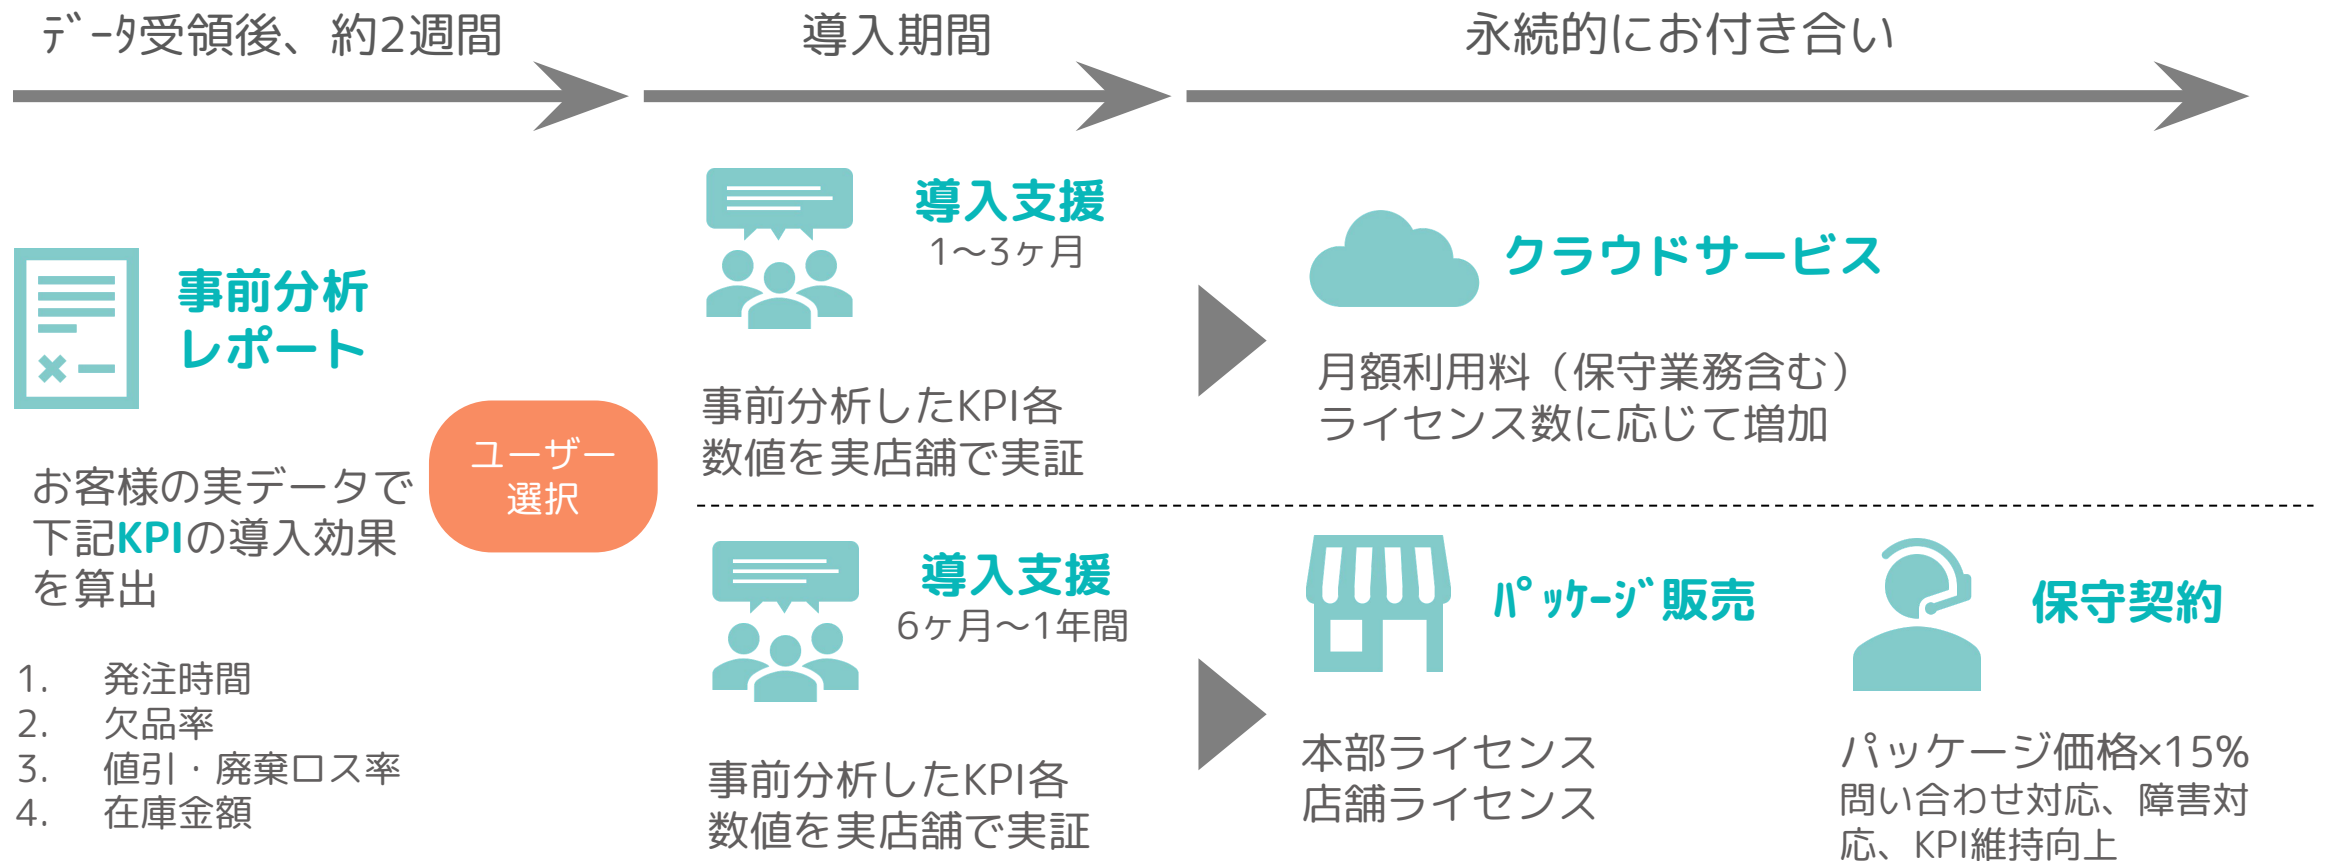 ﾃﾞｰﾀ受領後、約2週間
導入期間
永続的にお付き合い
事前分析
レポート
お客様の実データで
下記KPIの導入効果
を算出
1. 発注時間
2. 欠品率
3. 値引・廃棄ロス率
4. 在庫金額
ユーザー
選択
導入支援
1～3ヶ月
事前分析したKPI各
数値を実店舗で実証
クラウドサービス
月額利用料（保守業務含む）
ライセンス数に応じて増加
導入支援
6ヶ月～1年間
事前分析したKPI各
数値を実店舗で実証
ﾊﾟｯｹｰｼﾞ販売
本部ライセンス
店舗ライセンス
保守契約
パッケージ価格×15%
問い合わせ対応、障害対
応、KPI維持向上